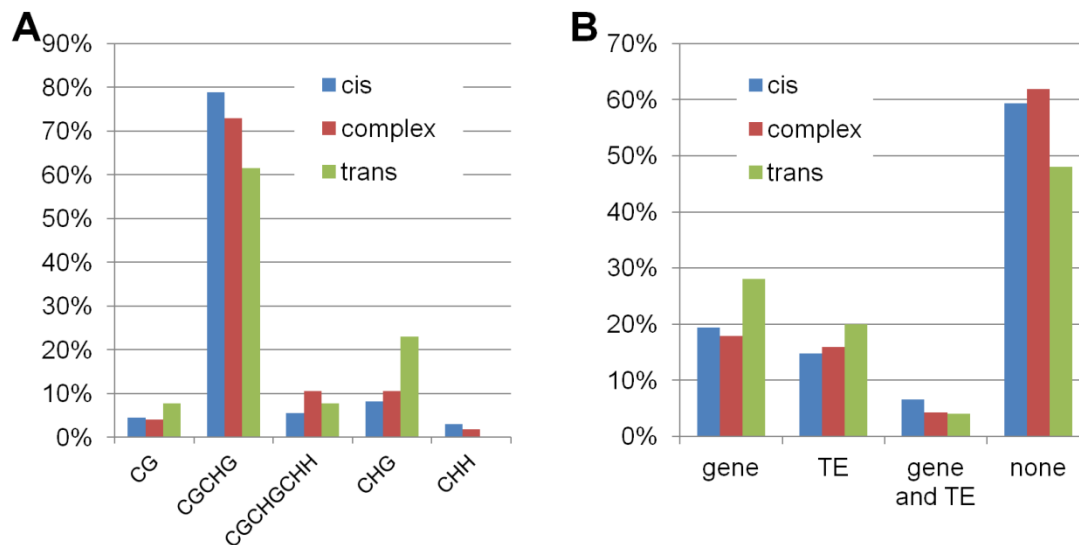 A
90%
80%
70%
60%
50%
40%
30%
20%
10%
0%
cis
complex
trans
CG
CGCHG
CGCHGCHH
CHG
CHH
B
70%
60%
50%
40%
30%
20%
10%
0%
cis
complex
trans
gene
TE
gene
and TE
none